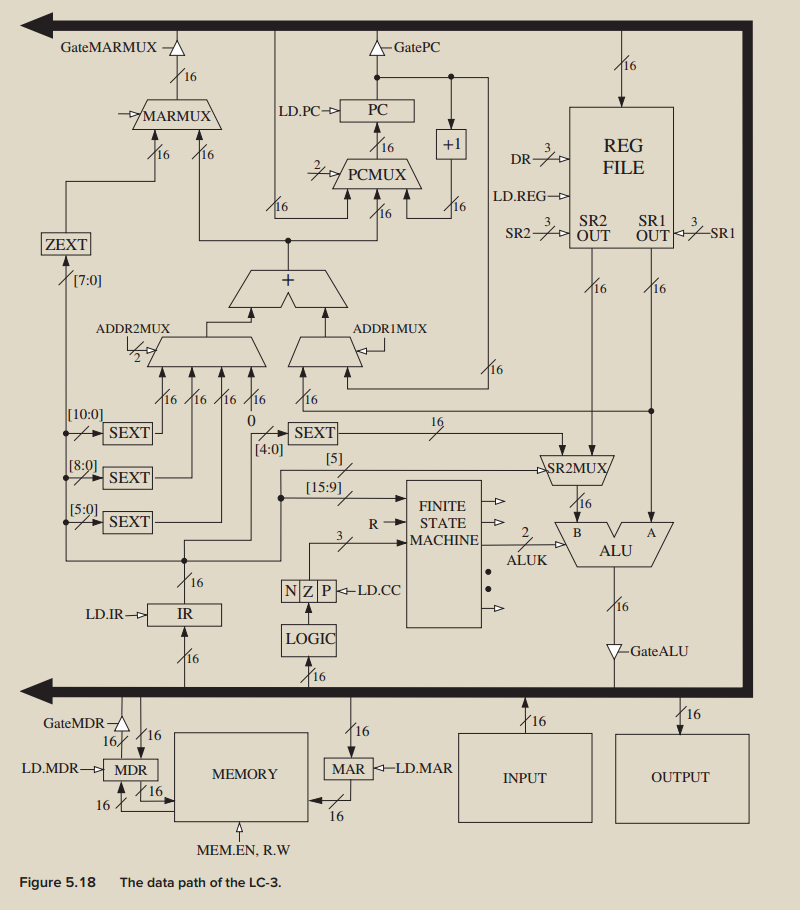 GateMARMUX
GatePC
16
16
MARMUX
LD.PC
PC
16
16
16
+1
2
PCMUX
16
16
16
REG
FILE
DR
3
LD.REG
SR2
3
SR2
OUT
SR1
OUT
3
SR1
ZEXT
[7:0]
+
16
16
ADDR2MUX
2
ADDR1MUX
16
16
16
16
16
16
0
[10:0]
SEXT
[4:0]
SEXT
16
[8:0]
SEXT
[5]
SR2MUX
[15:9]
16
[5:0]
SEXT
R
FINITE
STATE
MACHINE
2
ALUK
B
A
ALU
3
16
N Z P
LD.CC
LD.IR
IR
16
LOGIC
16
16
GateALU
GateMDR
16
16
16
16
16
LD.MDR
MDR
16
16
MEMORY
MAR
LD.MAR
16
INPUT
OUTPUT
MEM.EN, R.W
Figure 5.18 The data path of the LC-3.